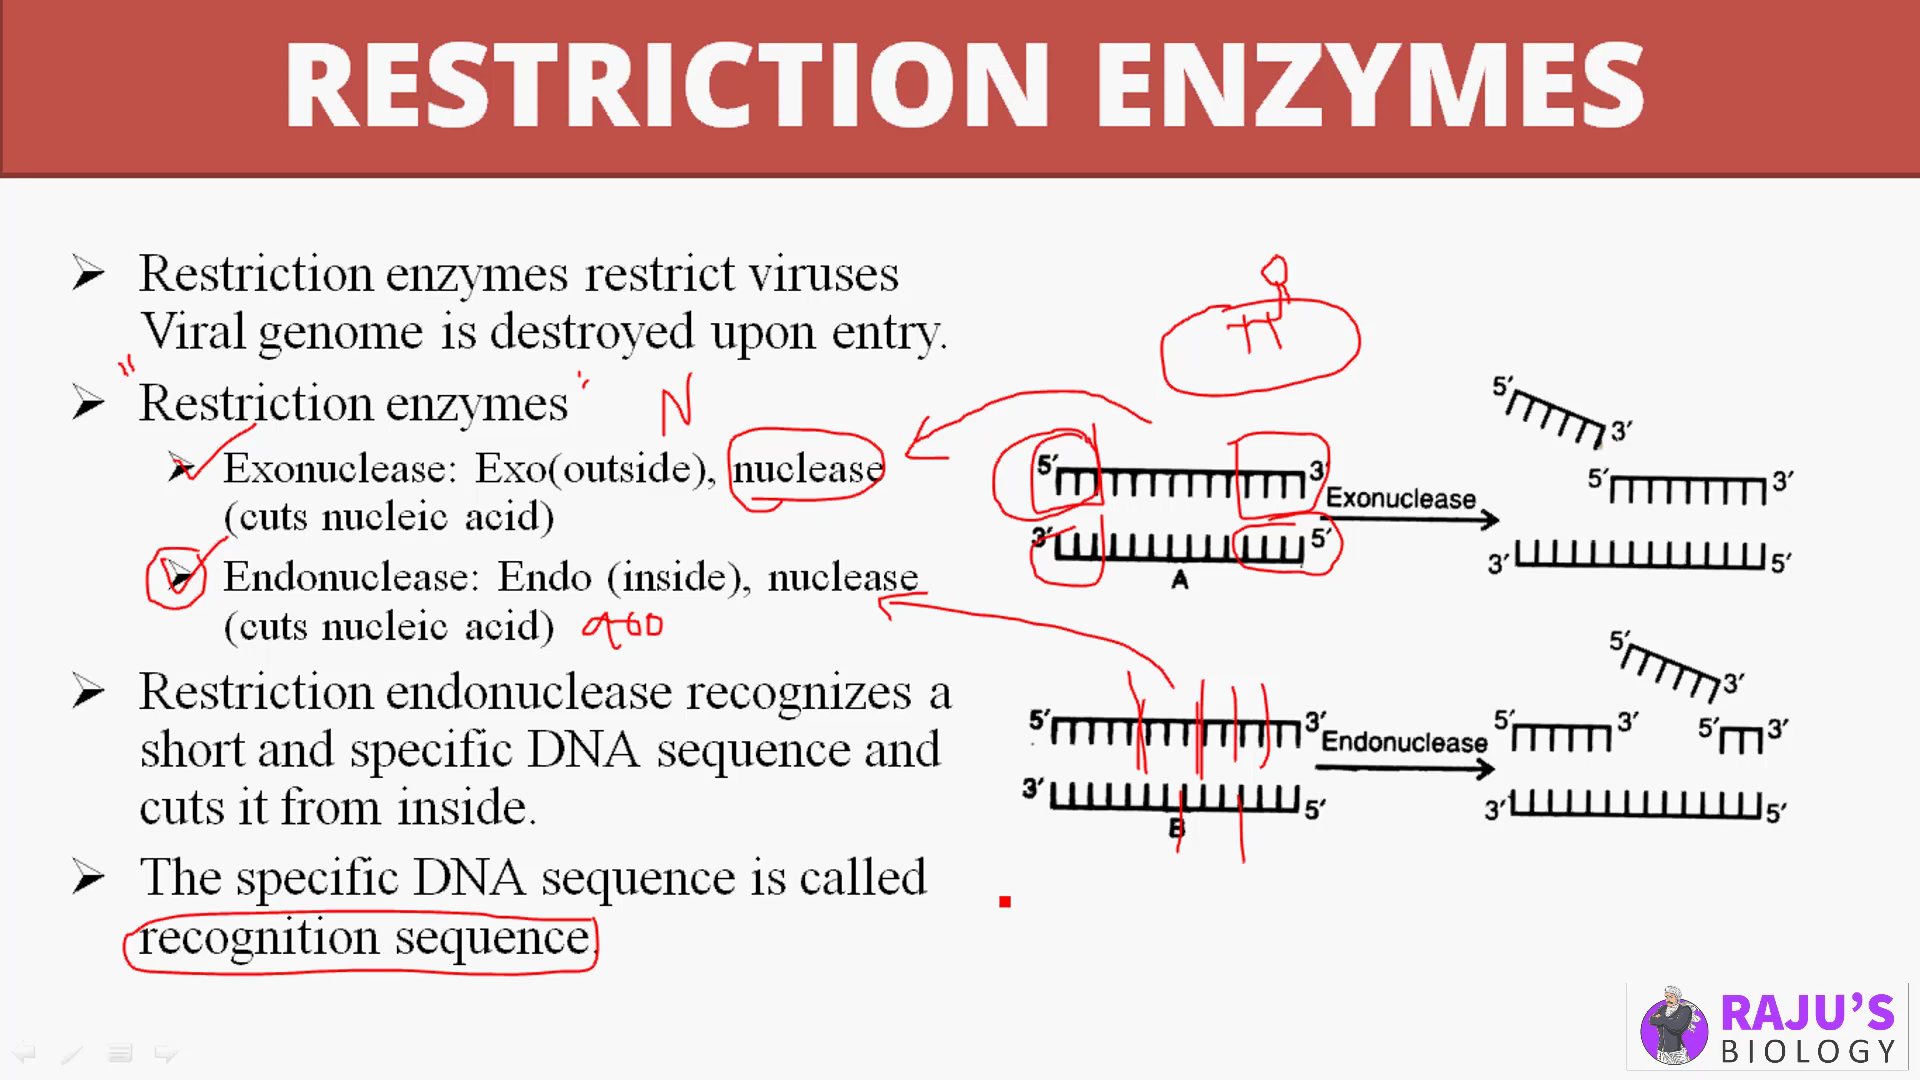 RESTRICTION ENZYMES
Restriction enzymes restrict viruses
Viral genome is destroyed upon entry.
Restriction enzymes
N
Exonuclease: Exo(outside), nuclease
(cuts nucleic acid)
Endonuclease: Endo (inside), nuclease
(cuts nucleic acid)
Restriction endonuclease recognizes a
short and specific DNA sequence and
cuts it from inside.
The specific DNA sequence is called
recognition sequence.
5′ 3′
Exonuclease
3′ 5′
A
5′ 3′
5′ 3′
3′ 5′
5′ 3′
Endonuclease
3′ 5′
B
5′ 3′
5′ 3′ 5′ 3′
3′ 5′
RAJU'S
BIOLOGY